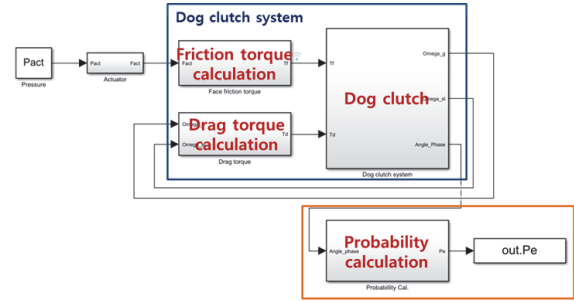 Dog clutch system
Pact
Pressure
Pact
Fact
Actuator
Fact
Friction torque
calculation
Tf
Face friction torque
Drag torque
calculation
Td
Drag torque
Tf
Td
Dog clutch
Omega_g
Angle_Phase
Dog clutch system
Angle_phase
Probability
calculation
Pe
Probability Cal.
out.Pe